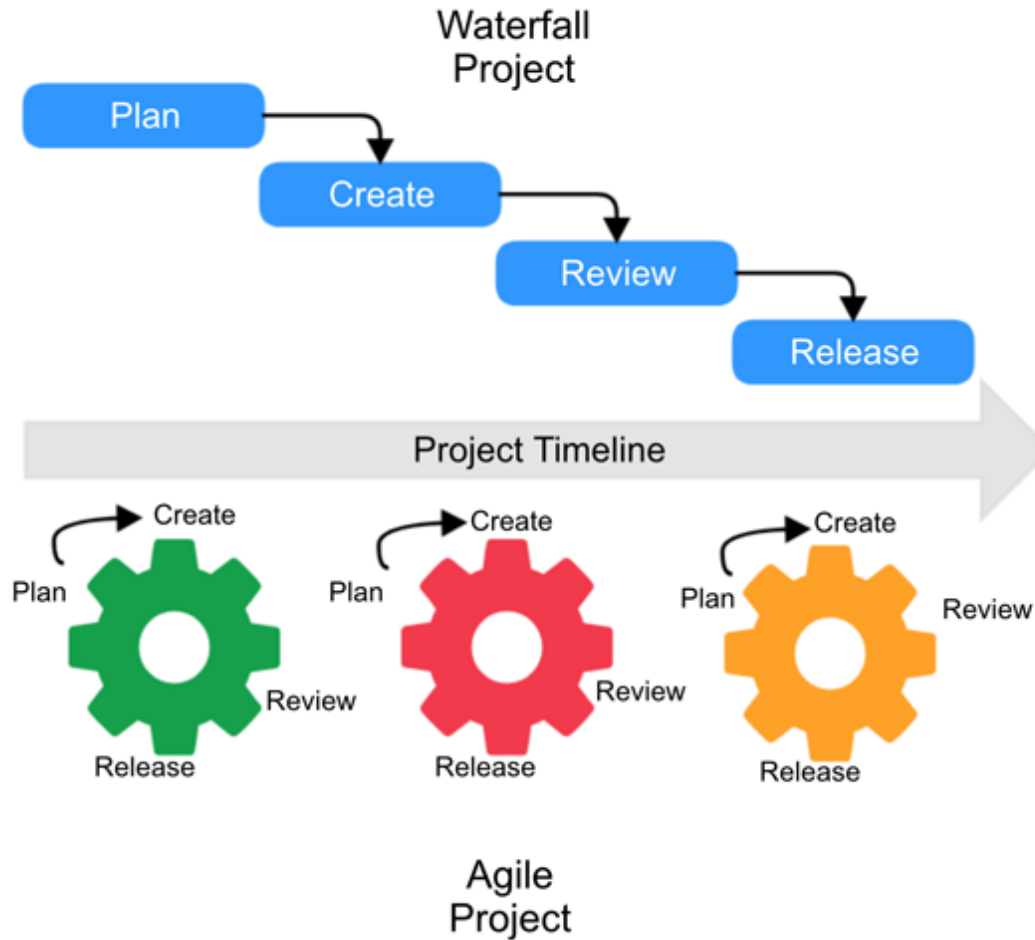 Waterfall
Project
Plan
Create
Review
Release
Project Timeline
Create
Plan
Review
Release
Create
Plan
Review
Release
Create
Plan
Review
Release
Agile
Project